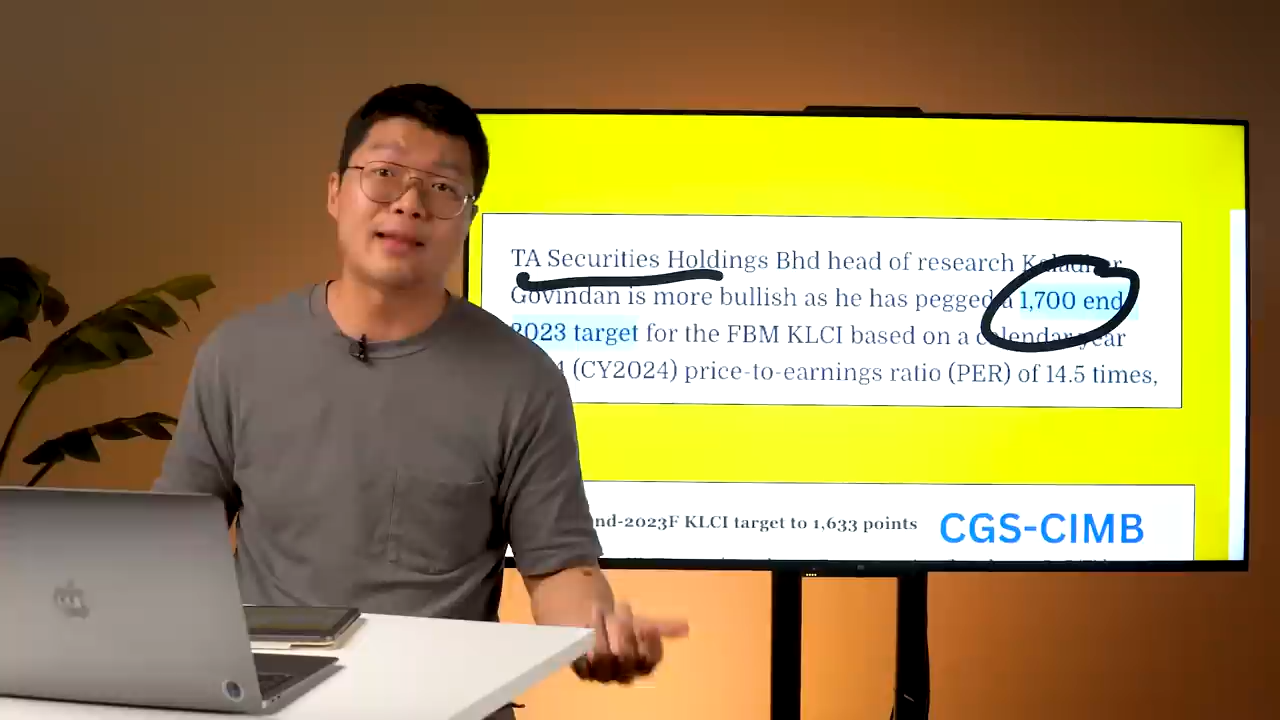 TA Securities Holdings Bhd head of research Kaladher
Govindan is more bullish as he has pegged a 1,700 end
2023 target for the FBM KLCI based on a calendar year
(CY2024) price-to-earnings ratio (PER) of 14.5 times,
nd-2023F KLCI target to 1,633 points
CGS-CIMB